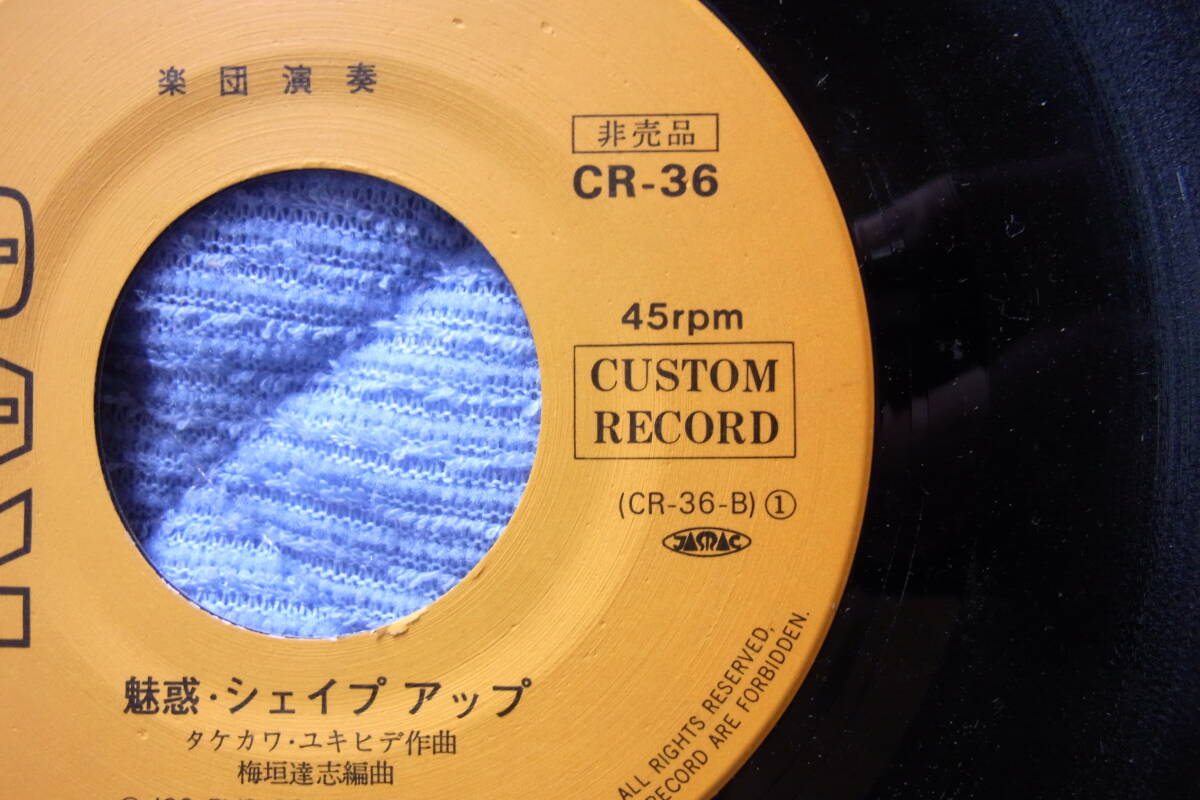 楽団演奏
非売品
CR-36
45rpm
CUSTOM
RECORD
(CR-36-B) ①
JASRAC
魅惑・シェイプ アップ
タケカワ・ユキヒデ作曲
梅垣達志編曲
ALL RIGHTS RESERVED,
RECORD ARE FORBIDDEN.